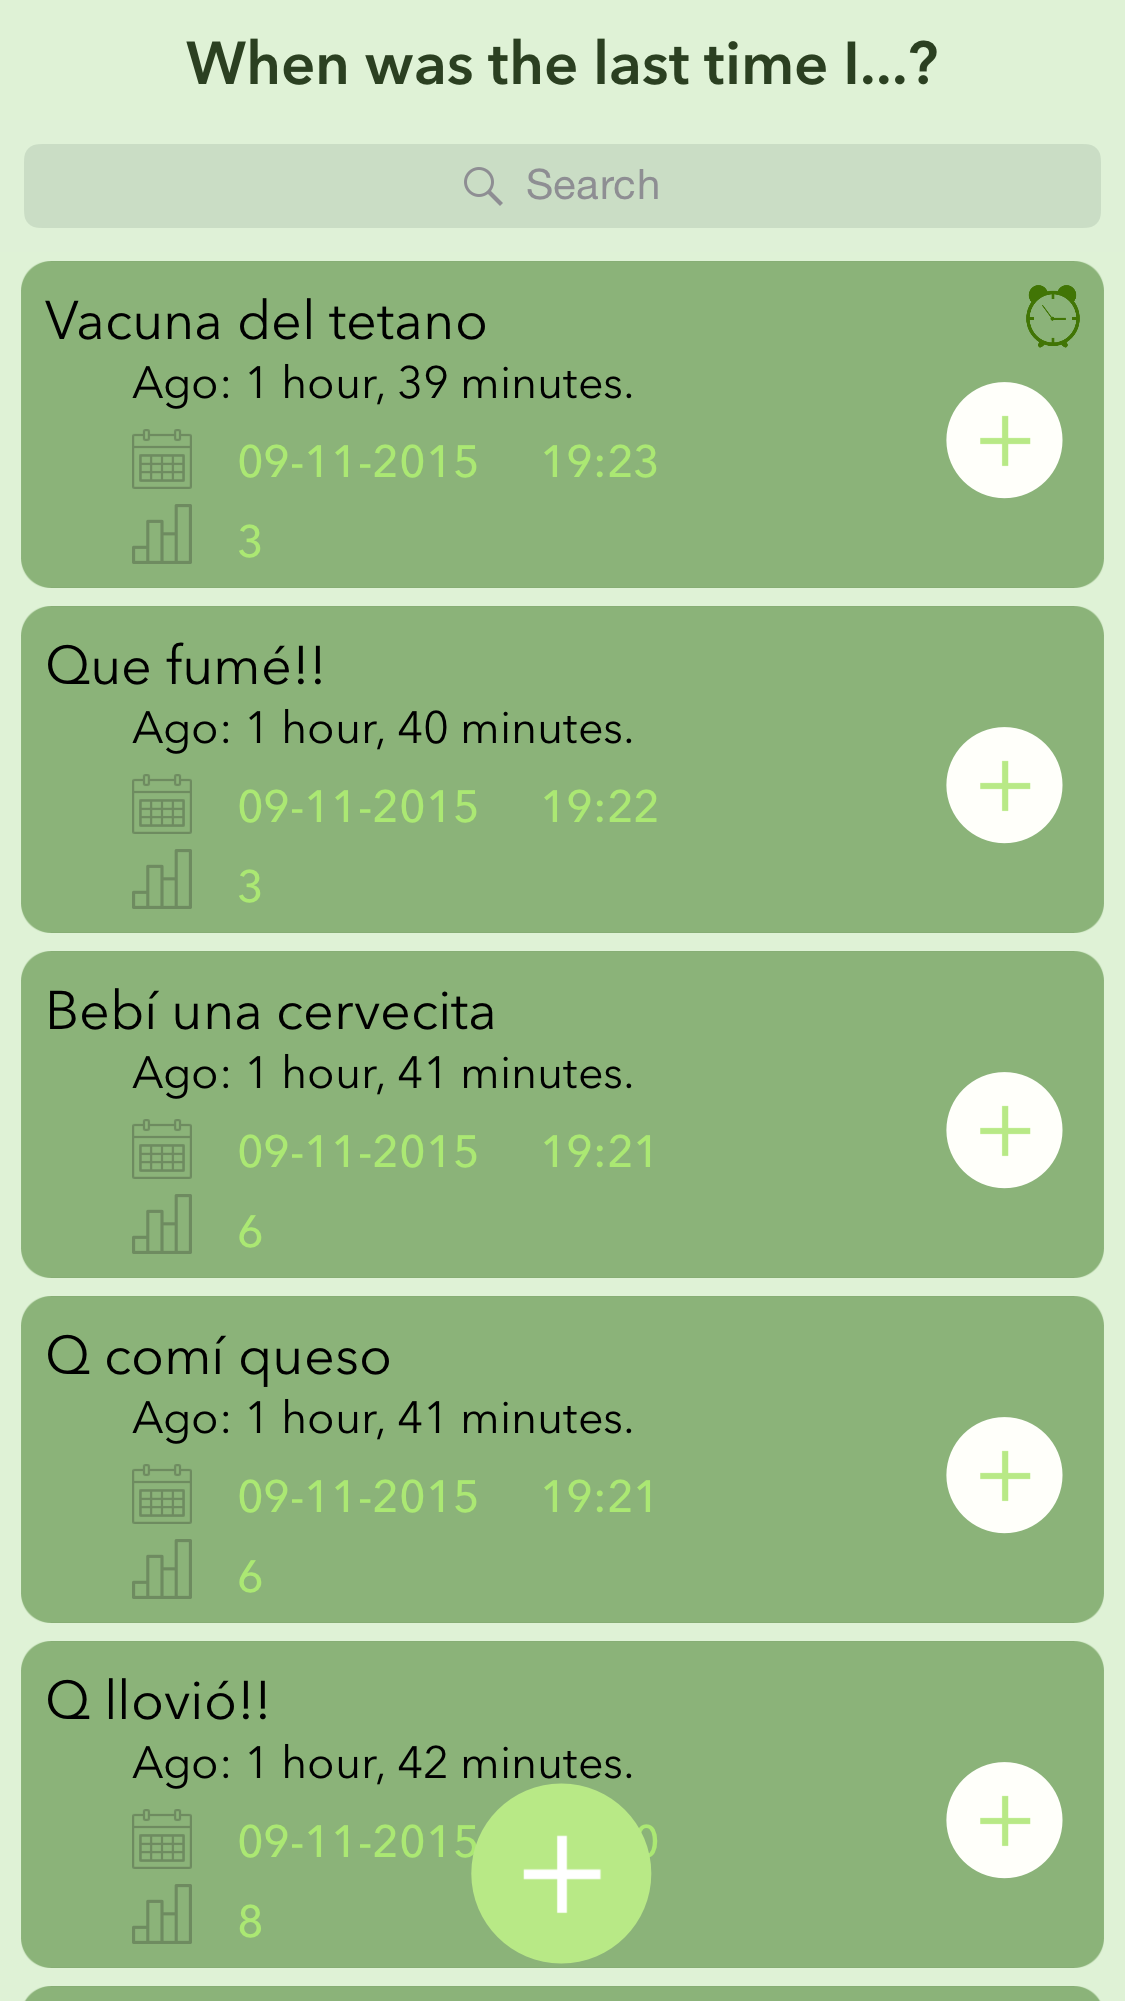 When was the last time I...?
Search
Vacuna del tetano
Ago: 1 hour, 39 minutes.
09-11-2015 19:23
3
Que fumé!!
Ago: 1 hour, 40 minutes.
09-11-2015 19:22
3
Bebí una cervecita
Ago: 1 hour, 41 minutes.
09-11-2015 19:21
6
Q comí queso
Ago: 1 hour, 41 minutes.
09-11-2015 19:21
6
Q llovió!!
Ago: 1 hour, 42 minutes.
09-11-2015
8